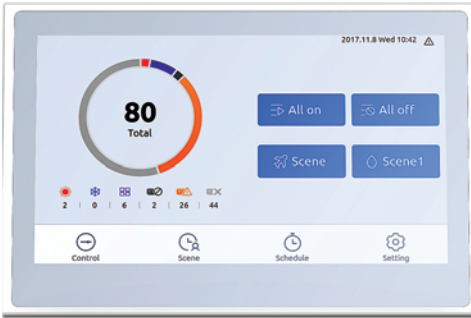 2017.11.8 Wed 10:42
80
Total
All on
All off
Scene
Scene1
2 | 0 | 6 | 2 | 26 | 44
Control
Scene
Schedule
Setting